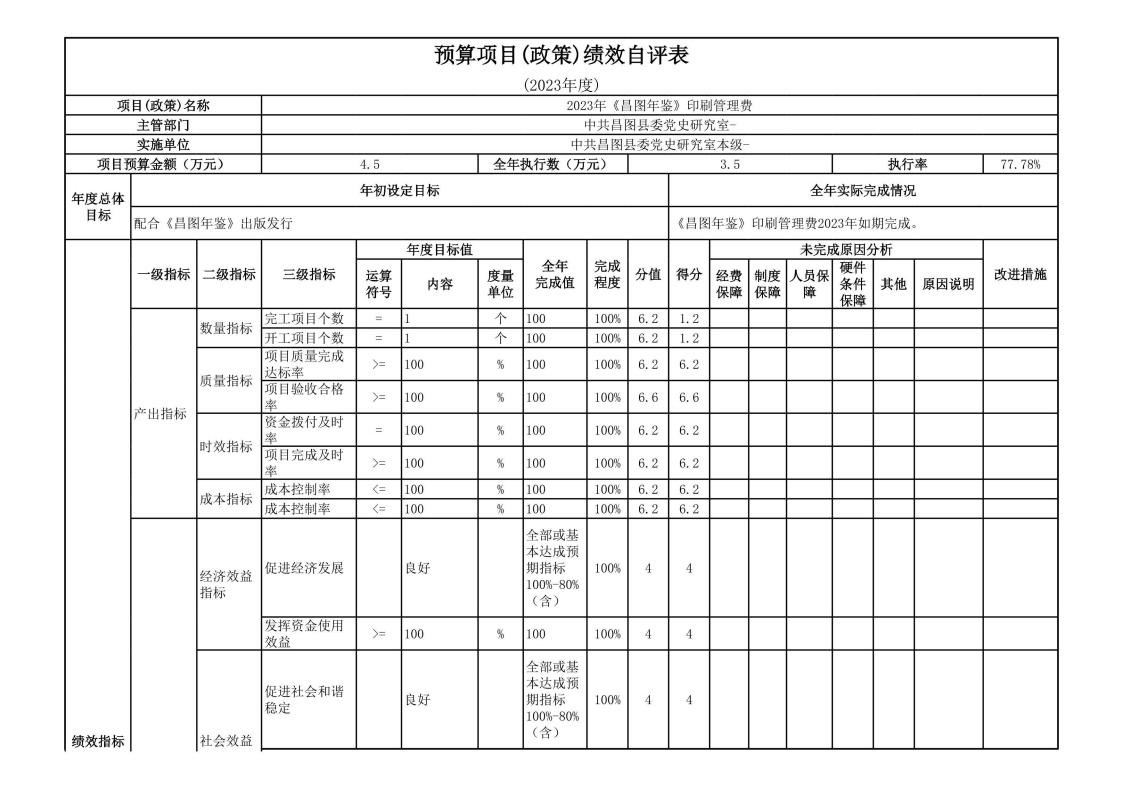 预算项目(政策)绩效自评表
(2023年度)
项目(政策)名称 2023年《昌图年鉴》印刷管理费
主管部门 中共昌图县委党史研究室-
实施单位 中共昌图县委党史研究室本级-
项目预算金额（万元） 4.5 全年执行数（万元） 3.5 执行率 77.78%
年度总体目标 年初设定目标 全年实际完成情况
配合《昌图年鉴》出版发行 《昌图年鉴》印刷管理费2023年如期完成。
绩效指标 一级指标 二级指标 三级指标 年度目标值 全年完成值 完成程度 分值 得分 未完成原因分析 改进措施
运算符号 内容 度量单位 经费保障 制度保障 人员保障 硬件条件保障 其他 原因说明
产出指标 数量指标 完工项目个数 = 1 个 100 100% 6.2 1.2
开工项目个数 = 1 个 100 100% 6.2 1.2
质量指标 项目质量完成达标率 >= 100 % 100 100% 6.2 6.2
项目验收合格率 >= 100 % 100 100% 6.6 6.6
时效指标 资金拨付及时率 = 100 % 100 100% 6.2 6.2
项目完成及时率 >= 100 % 100 100% 6.2 6.2
成本指标 成本控制率 <= 100 % 100 100% 6.2 6.2
成本控制率 <= 100 % 100 100% 6.2 6.2
经济效益指标 促进经济发展 良好 全部或基本达成预期指标100%-80%（含） 100% 4 4
发挥资金使用效益 >= 100 % 100 100% 4 4
社会效益 促进社会和谐稳定 良好 全部或基本达成预期指标100%-80%（含） 100% 4 4